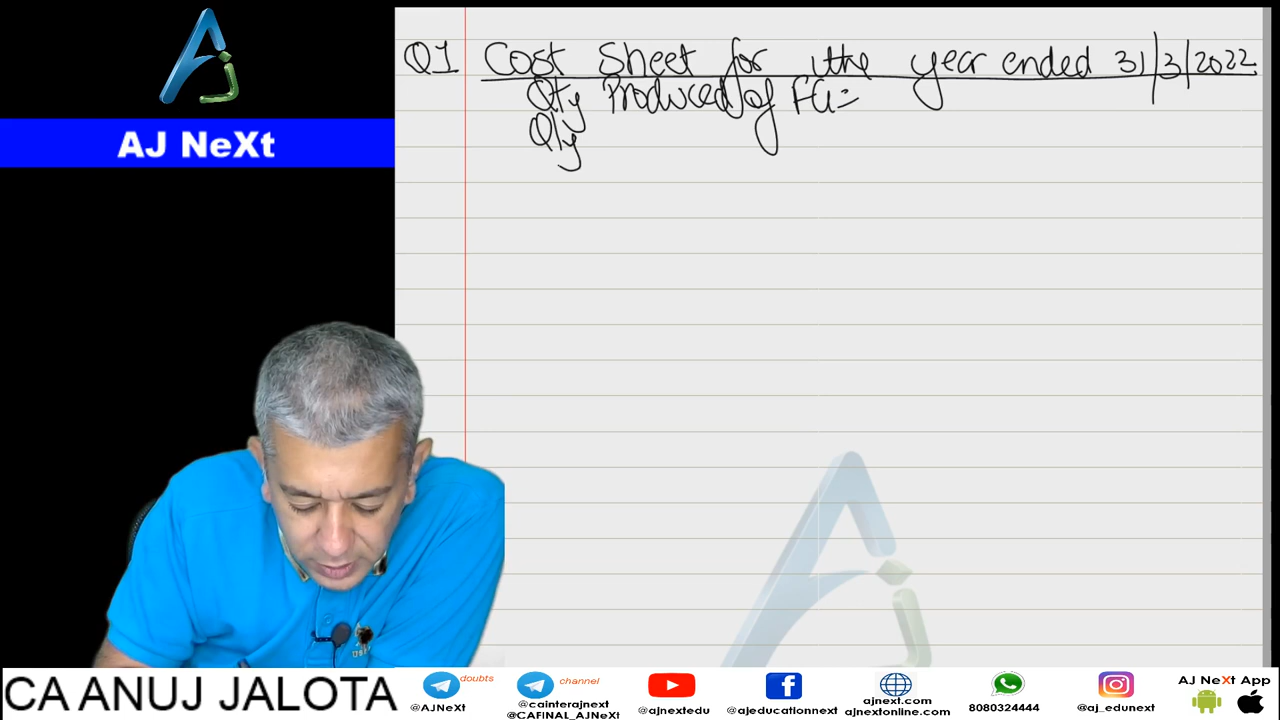 AJ NeXt
Q1 Cost Sheet for the year ended 31/3/2022
Qty Produced of FG =
Qty
CA ANUJ JALOTA
doubts
@AJNeXt
channel
@cainterajnext
@CAFINAL_AJNeXt
@ajnextedu
@ajeducationnext
ajnext.com
ajnextonline.com
8080324444
@aj_edunext
AJ NeXt App